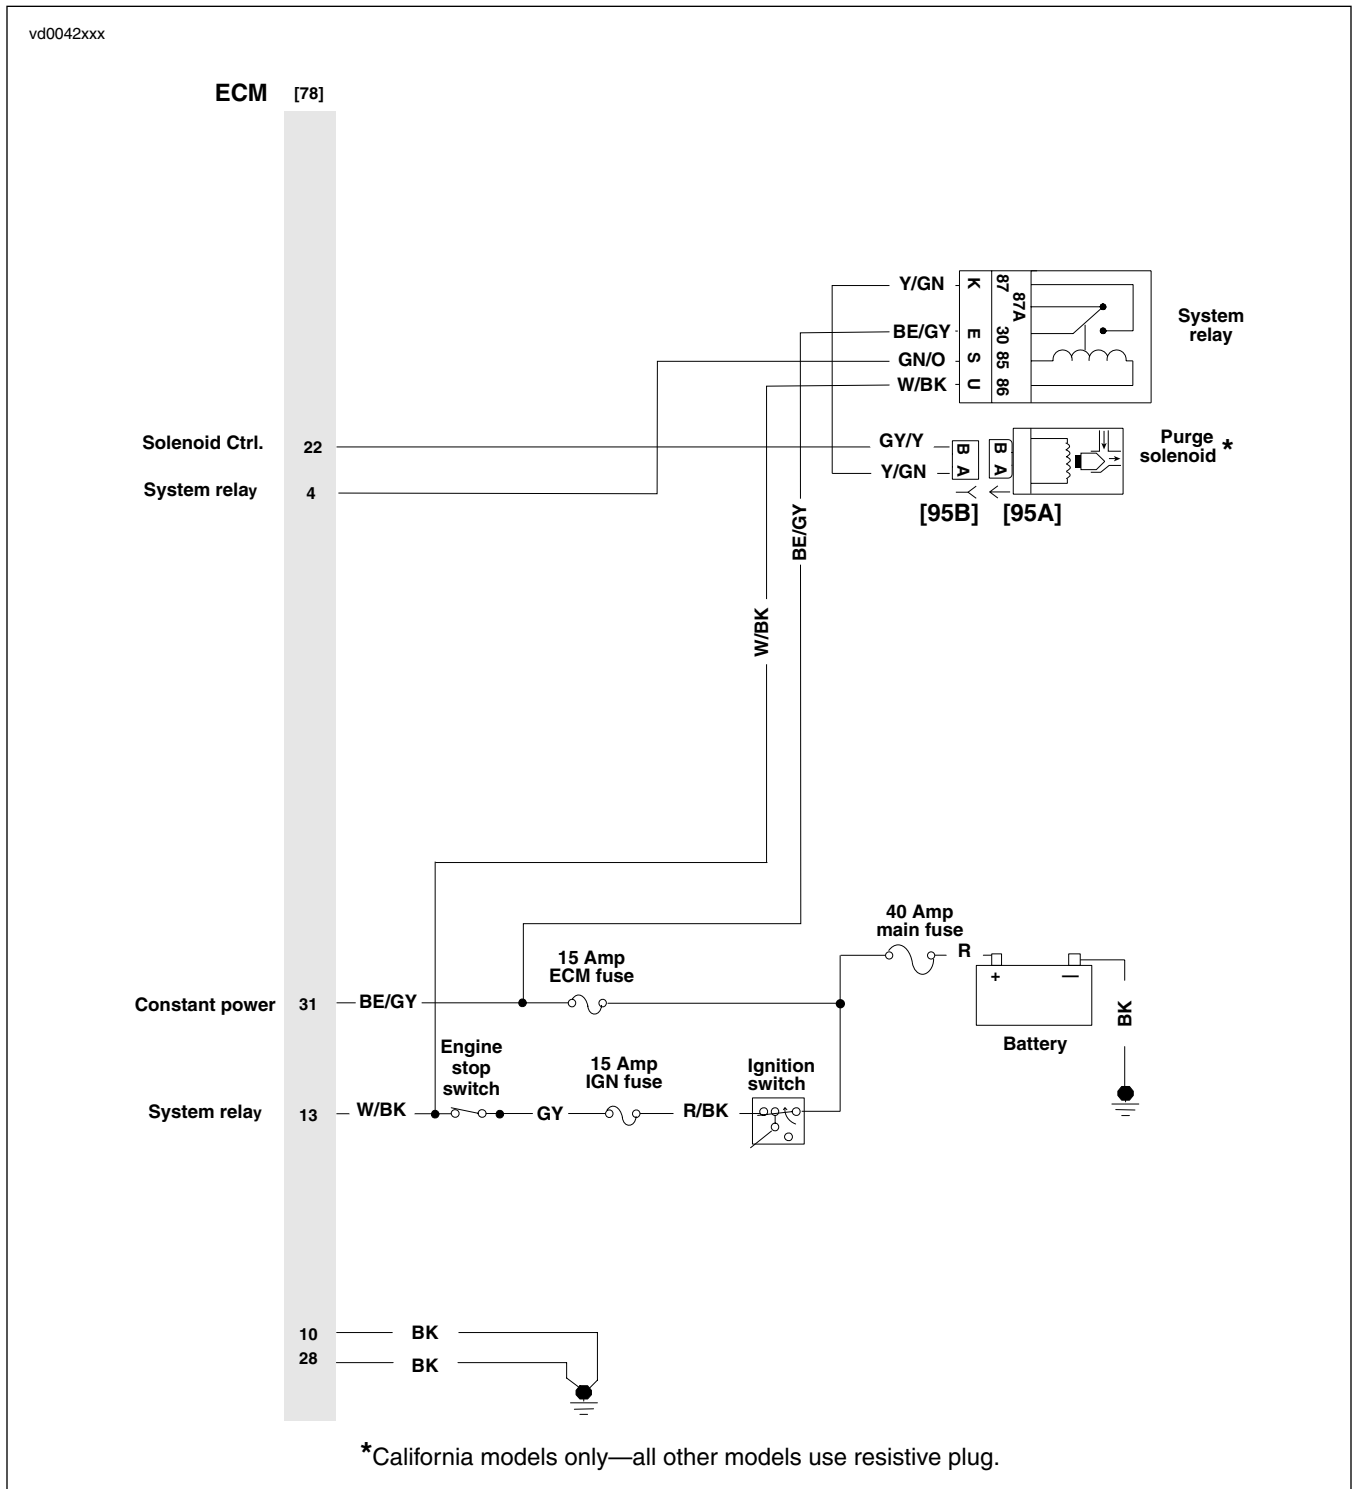 vd0042xxx
ECM [78]
Y/GN K 87
87A
BE/GY E 30
GN/O S 85
W/BK U 86
System
relay
Solenoid Ctrl. 22
GY/Y B B
Y/GN A A
Purge
solenoid *
System relay 4
[95B] [95A]
BE/GY
W/BK
40 Amp
main fuse
R
15 Amp
ECM fuse
+ —
Battery
BK
Constant power 31 BE/GY
Engine
stop
switch
15 Amp
IGN fuse
Ignition
switch
System relay 13 W/BK GY R/BK
10 BK
28 BK
*California models only—all other models use resistive plug.